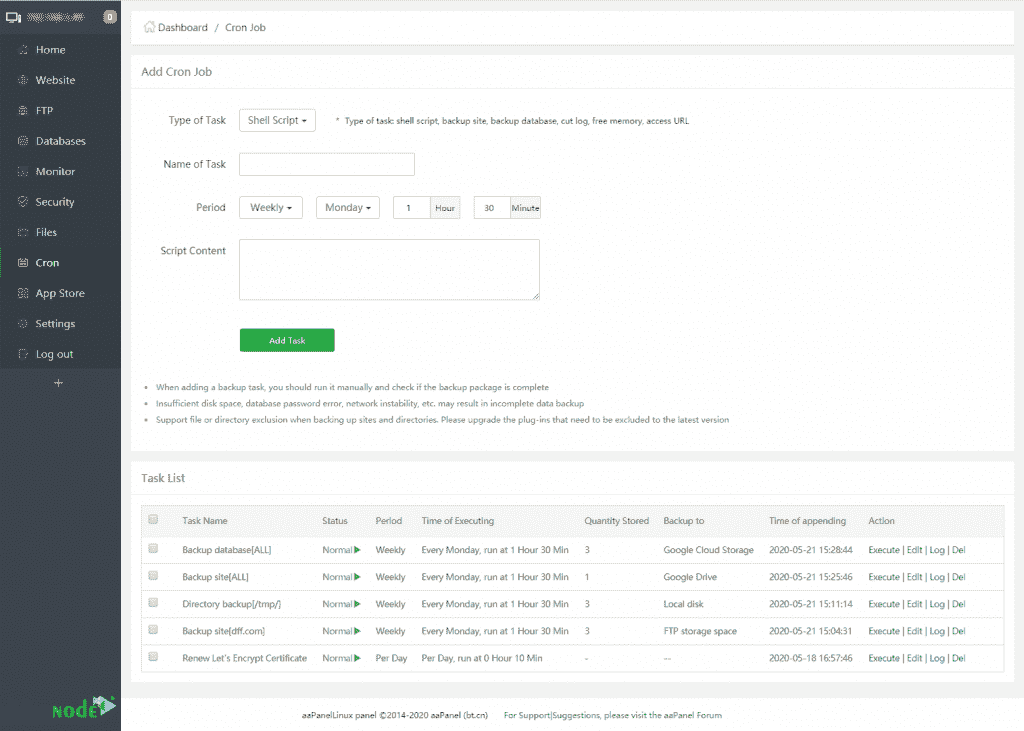 0
Dashboard / Cron Job
Home
Website
FTP
Databases
Monitor
Security
Files
Cron
App Store
Settings
Log out
+
Add Cron Job
Type of Task Shell Script * Type of task: shell script, backup site, backup database, cut log, free memory, access URL
Name of Task
Period Weekly Monday 1 Hour 30 Minute
Script Content
Add Task
When adding a backup task, you should run it manually and check if the backup package is complete
Insufficient disk space, database password error, network instability, etc. may result in incomplete data backup
Support file or directory exclusion when backing up sites and directories. Please upgrade the plug-ins that need to be excluded to the latest version
Task List
Task Name Status Period Time of Executing Quantity Stored Backup to Time of appending Action
Backup database[ALL] Normal Weekly Every Monday, run at 1 Hour 30 Min 3 Google Cloud Storage 2020-05-21 15:28:44 Execute | Edit | Log | Del
Backup site[ALL] Normal Weekly Every Monday, run at 1 Hour 30 Min 1 Google Drive 2020-05-21 15:25:46 Execute | Edit | Log | Del
Directory backup[/tmp/] Normal Weekly Every Monday, run at 1 Hour 30 Min 3 Local disk 2020-05-21 15:11:14 Execute | Edit | Log | Del
Backup site[dff.com] Normal Weekly Every Monday, run at 1 Hour 30 Min 3 FTP storage space 2020-05-21 15:04:31 Execute | Edit | Log | Del
Renew Let's Encrypt Certificate Normal Per Day Per Day, run at 0 Hour 10 Min - -- 2020-05-18 16:57:46 Execute | Edit | Log | Del
node
aaPanelLinux panel ©2014-2020 aaPanel (bt.cn) For Support|Suggestions, please visit the aaPanel Forum